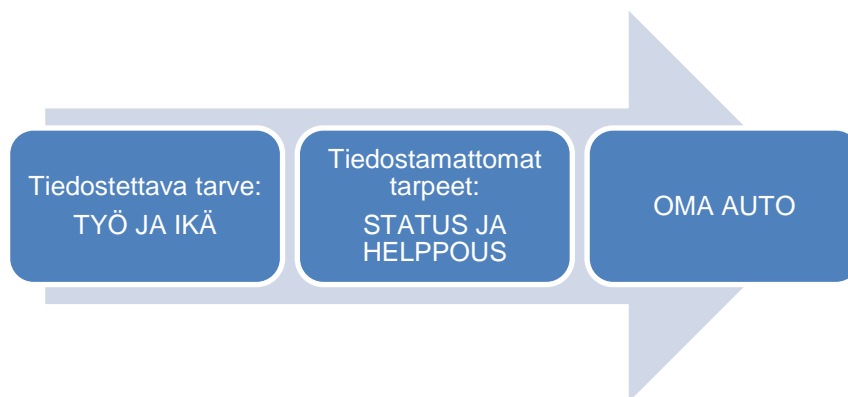 Tiedostettava tarve:
TYÖ JA IKÄ
Tiedostamattomat
tarpeet:
STATUS JA
HELPPOUS
OMA AUTO